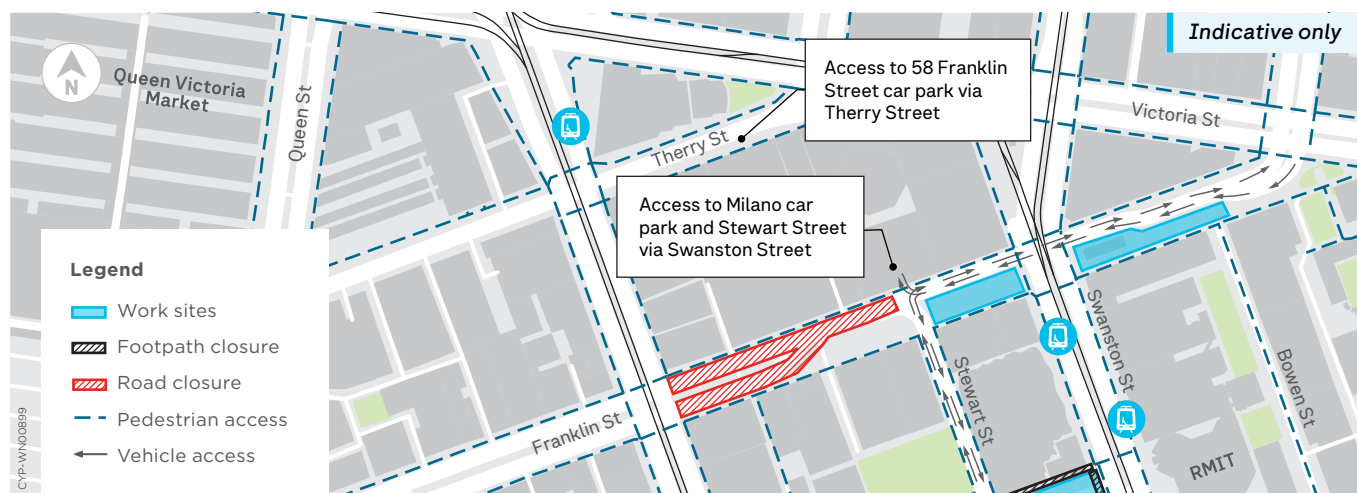 Indicative only
N
Queen Victoria
Market
Queen St
Access to 58 Franklin
Street car park via
Therry Street
Victoria St
Therry St
Access to Milano car
park and Stewart Street
via Swanston Street
Legend
Work sites
Footpath closure
Road closure
Pedestrian access
Vehicle access
CYP-WN00899
Franklin St
Stewart St
Swanston St
Bowen St
RMIT